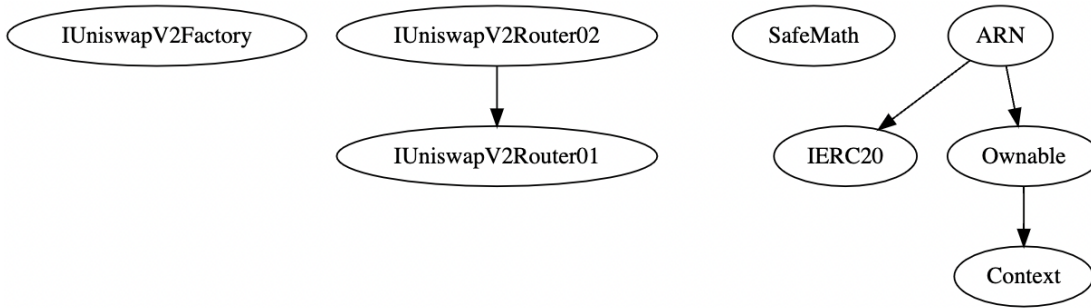 IUniswapV2Factory
IUniswapV2Router02
SafeMath
ARN
IUniswapV2Router01
IERC20
Ownable
Context